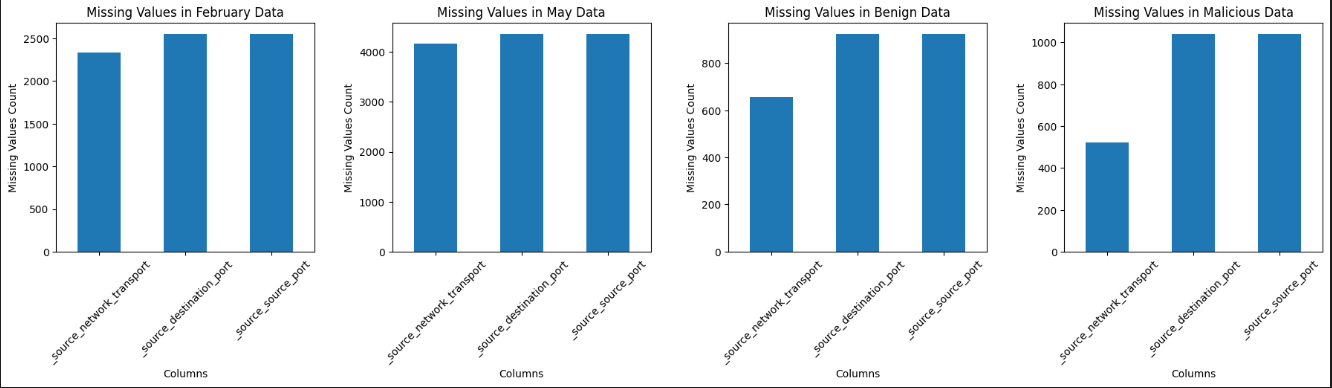 Missing Values in February Data
Missing Values Count
2500
2000
1500
1000
500
0
_source_network_transport
_source_destination_port
_source_source_port
Columns
Missing Values in May Data
Missing Values Count
4000
3000
2000
1000
0
_source_network_transport
_source_destination_port
_source_source_port
Columns
Missing Values in Benign Data
Missing Values Count
800
600
400
200
0
_source_network_transport
_source_destination_port
_source_source_port
Columns
Missing Values in Malicious Data
Missing Values Count
1000
800
600
400
200
0
_source_network_transport
_source_destination_port
_source_source_port
Columns